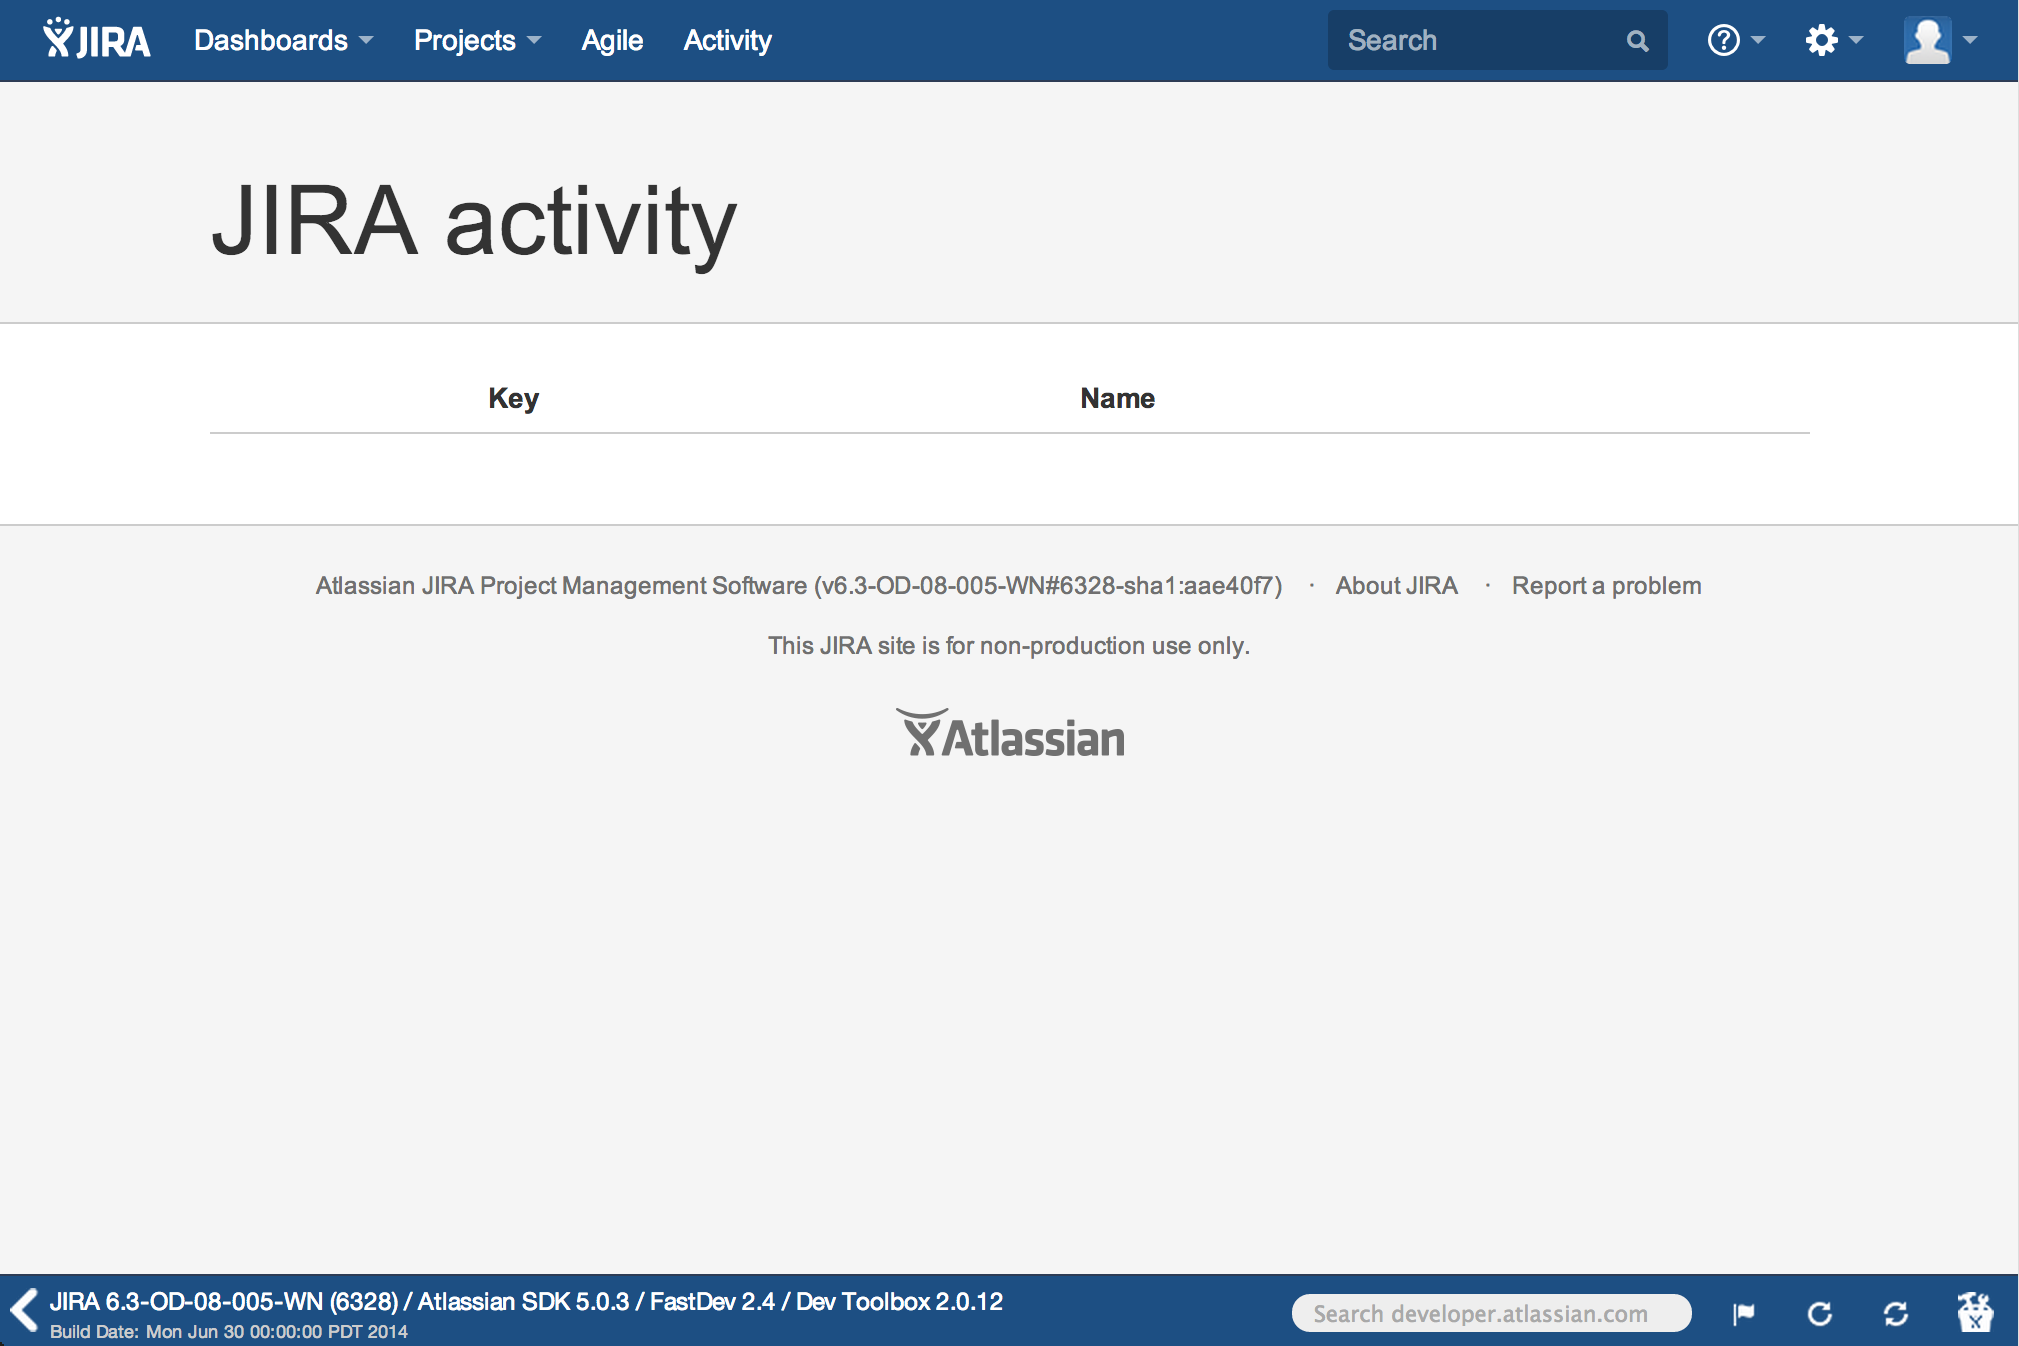 JIRA Dashboards Projects Agile Activity Search
JIRA activity
Key Name
Atlassian JIRA Project Management Software (v6.3-OD-08-005-WN#6328-sha1:aae40f7) · About JIRA · Report a problem
This JIRA site is for non-production use only.
Atlassian
JIRA 6.3-OD-08-005-WN (6328) / Atlassian SDK 5.0.3 / FastDev 2.4 / Dev Toolbox 2.0.12
Build Date: Mon Jun 30 00:00:00 PDT 2014
Search developer.atlassian.com